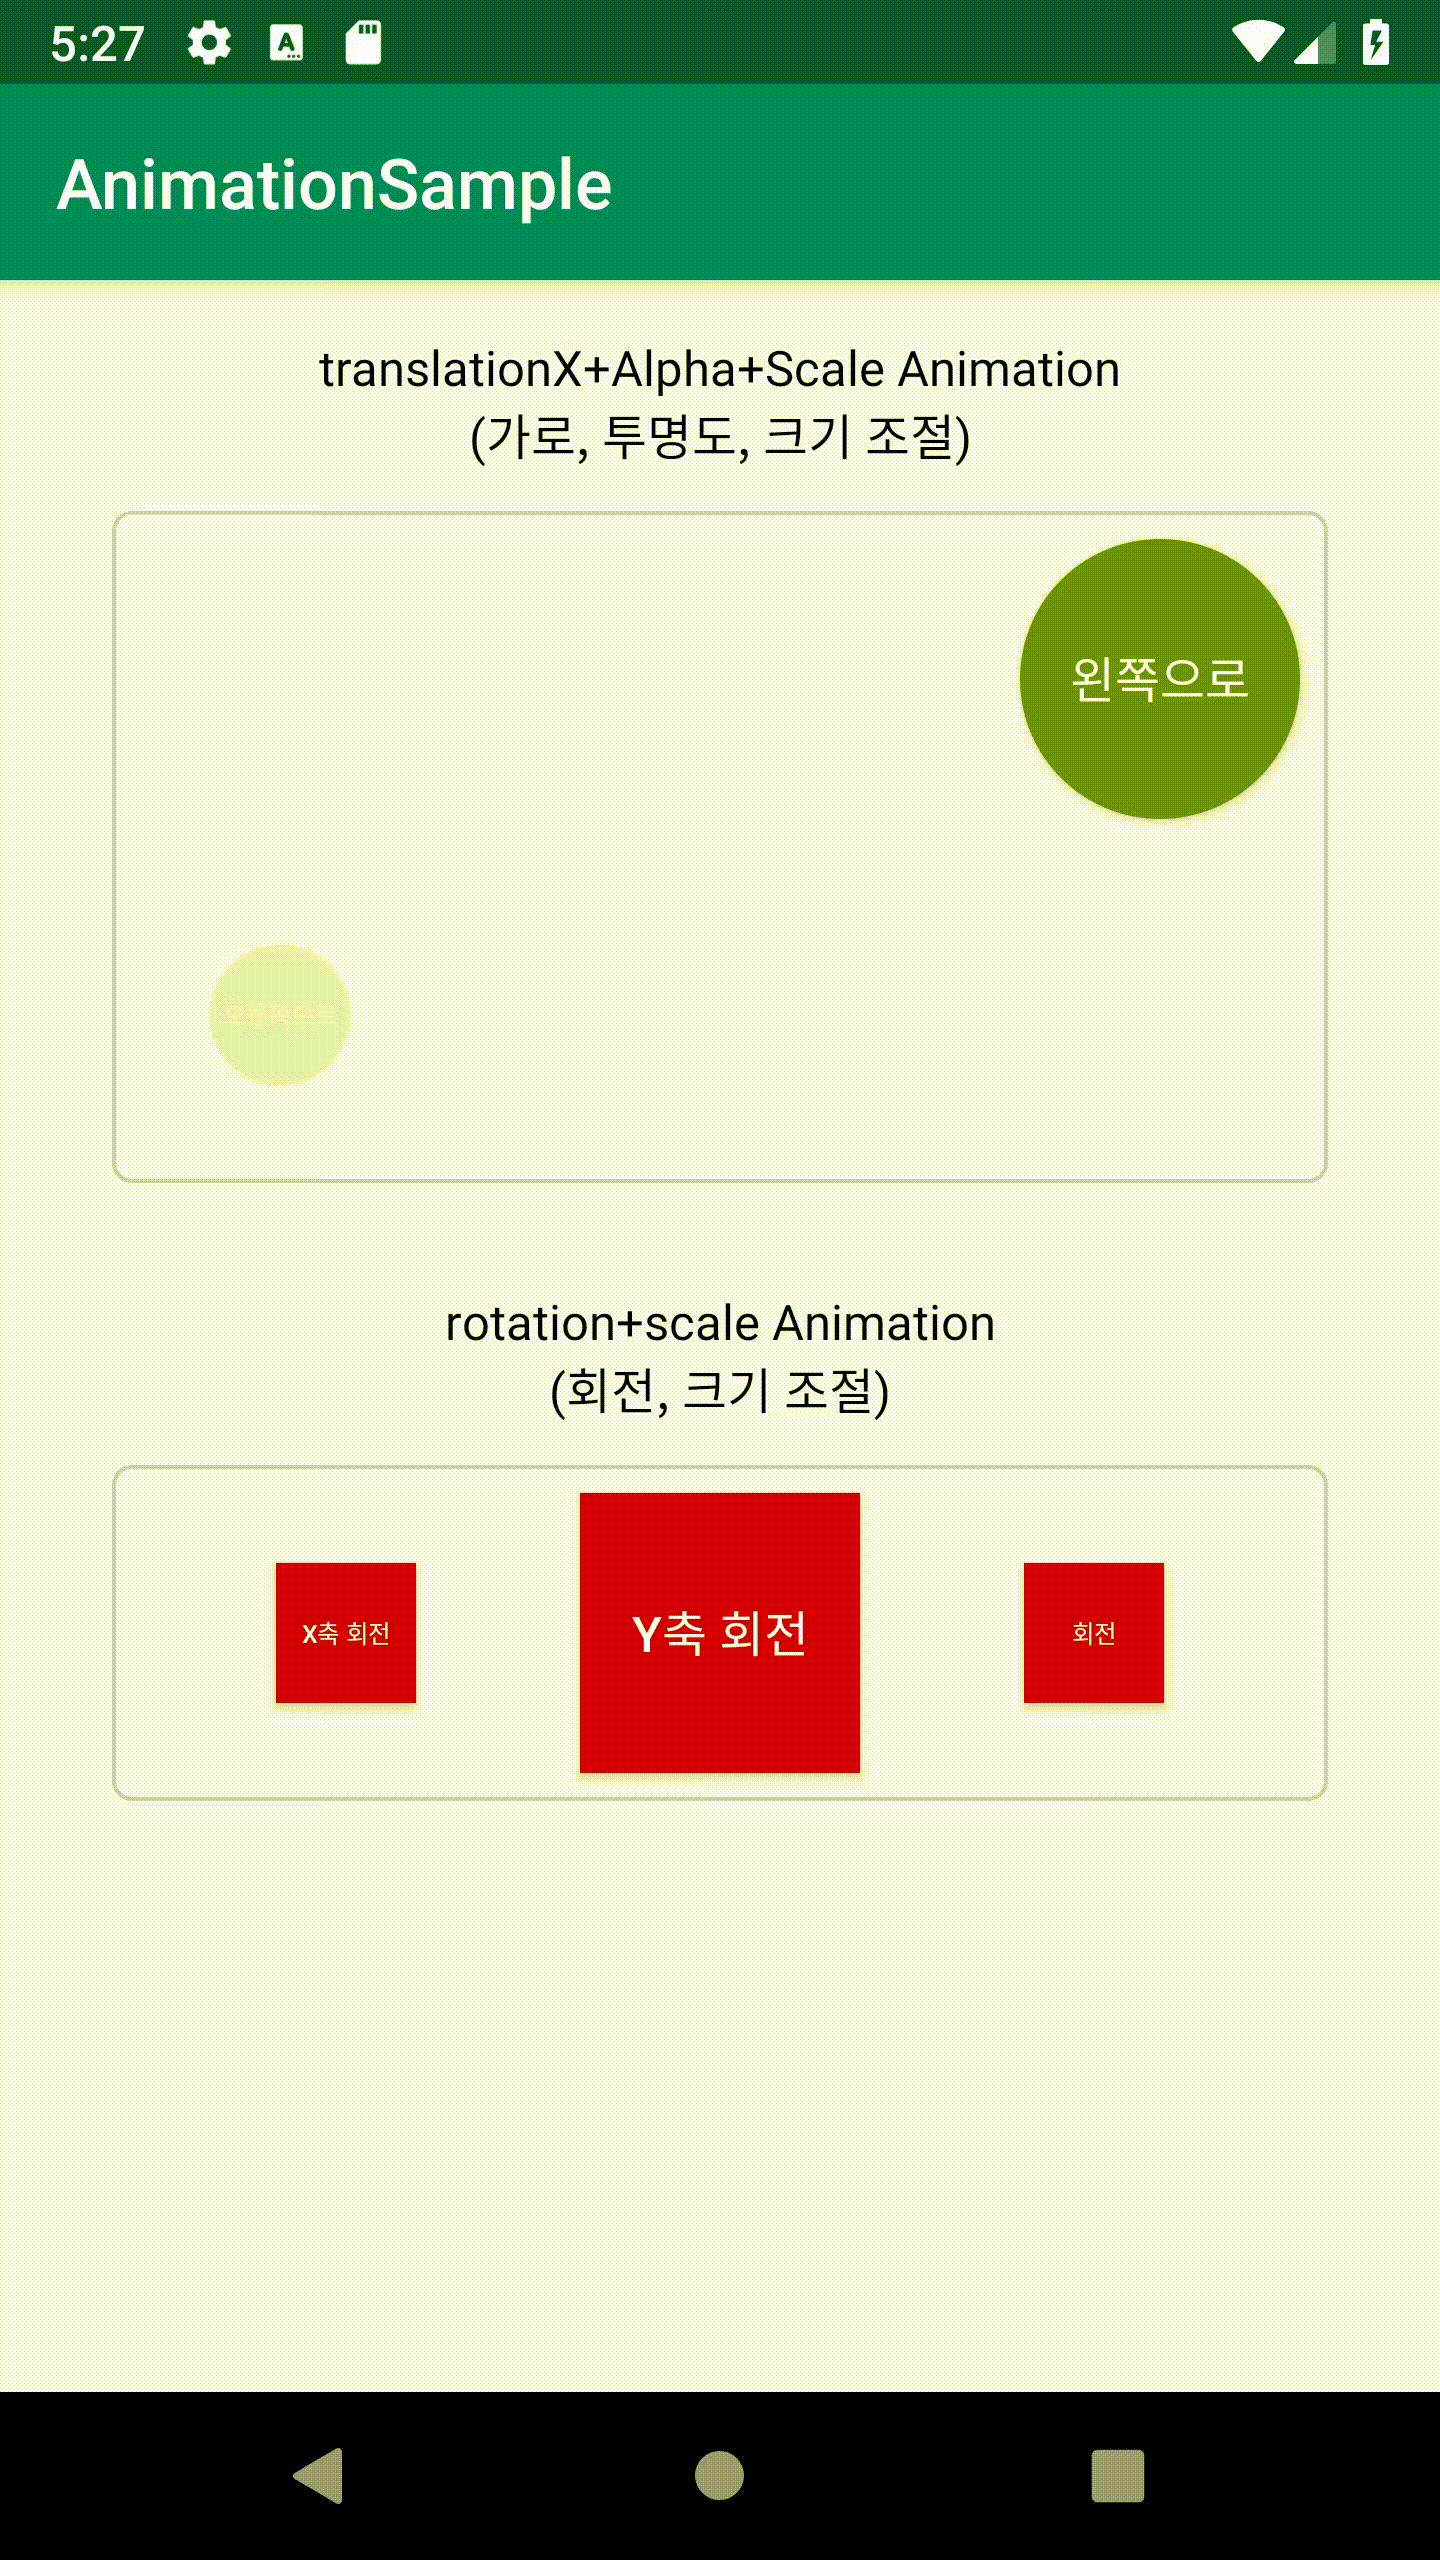 5:27
AnimationSample
translationX+Alpha+Scale Animation
(가로, 투명도, 크기 조절)
왼쪽으로
오른쪽으로
rotation+scale Animation
(회전, 크기 조절)
X축 회전
Y축 회전
회전